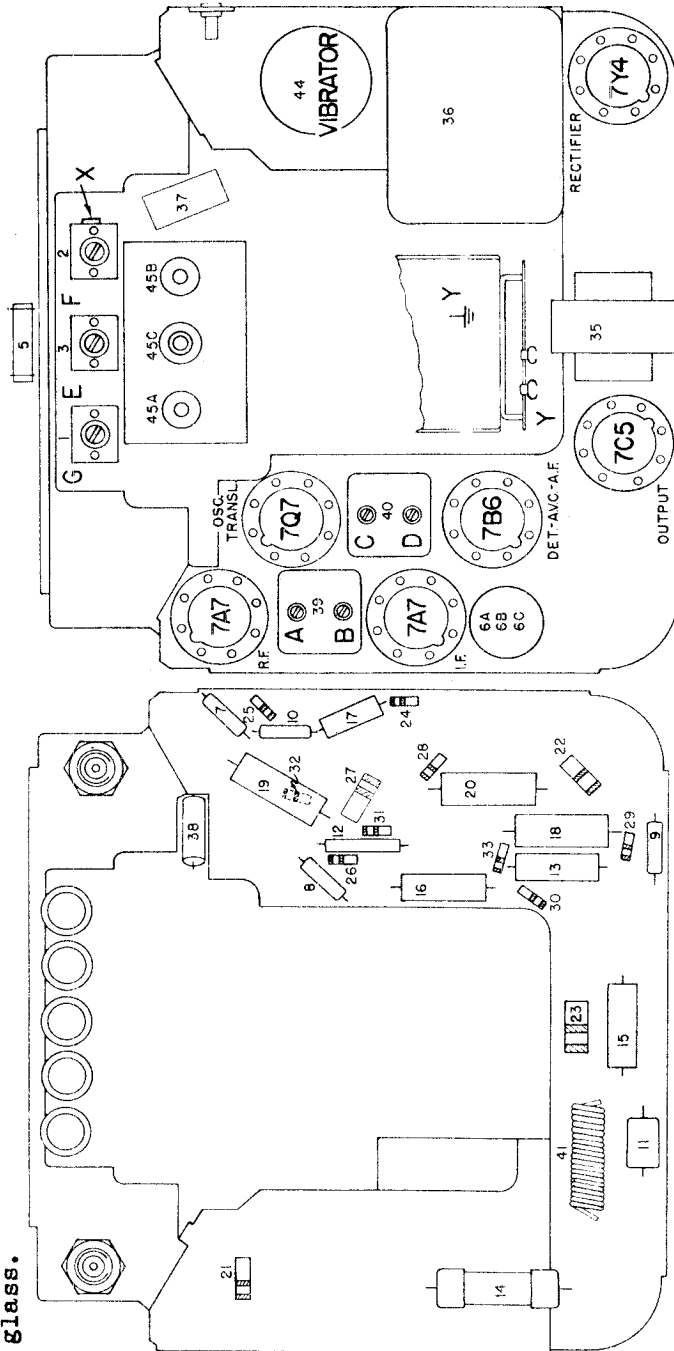 glass.
5
G
1
E
3
F
2
X
45A
45C
45B
37
44
VIBRATOR
36
RECTIFIER
7Y4
OSC.
TRANSL.
7Q7
C
40
D
7B6
DET.-A.V.C.-A.F.
Y
Y
35
7C5
OUTPUT
7A7
R.F.
A
39
B
7A7
I.F.
6A
6B
6C
38
7
25
10
17
24
19
32
27
28
22
20
12
31
26
8
16
33
18
13
29
9
30
23
15
41
11
21
14